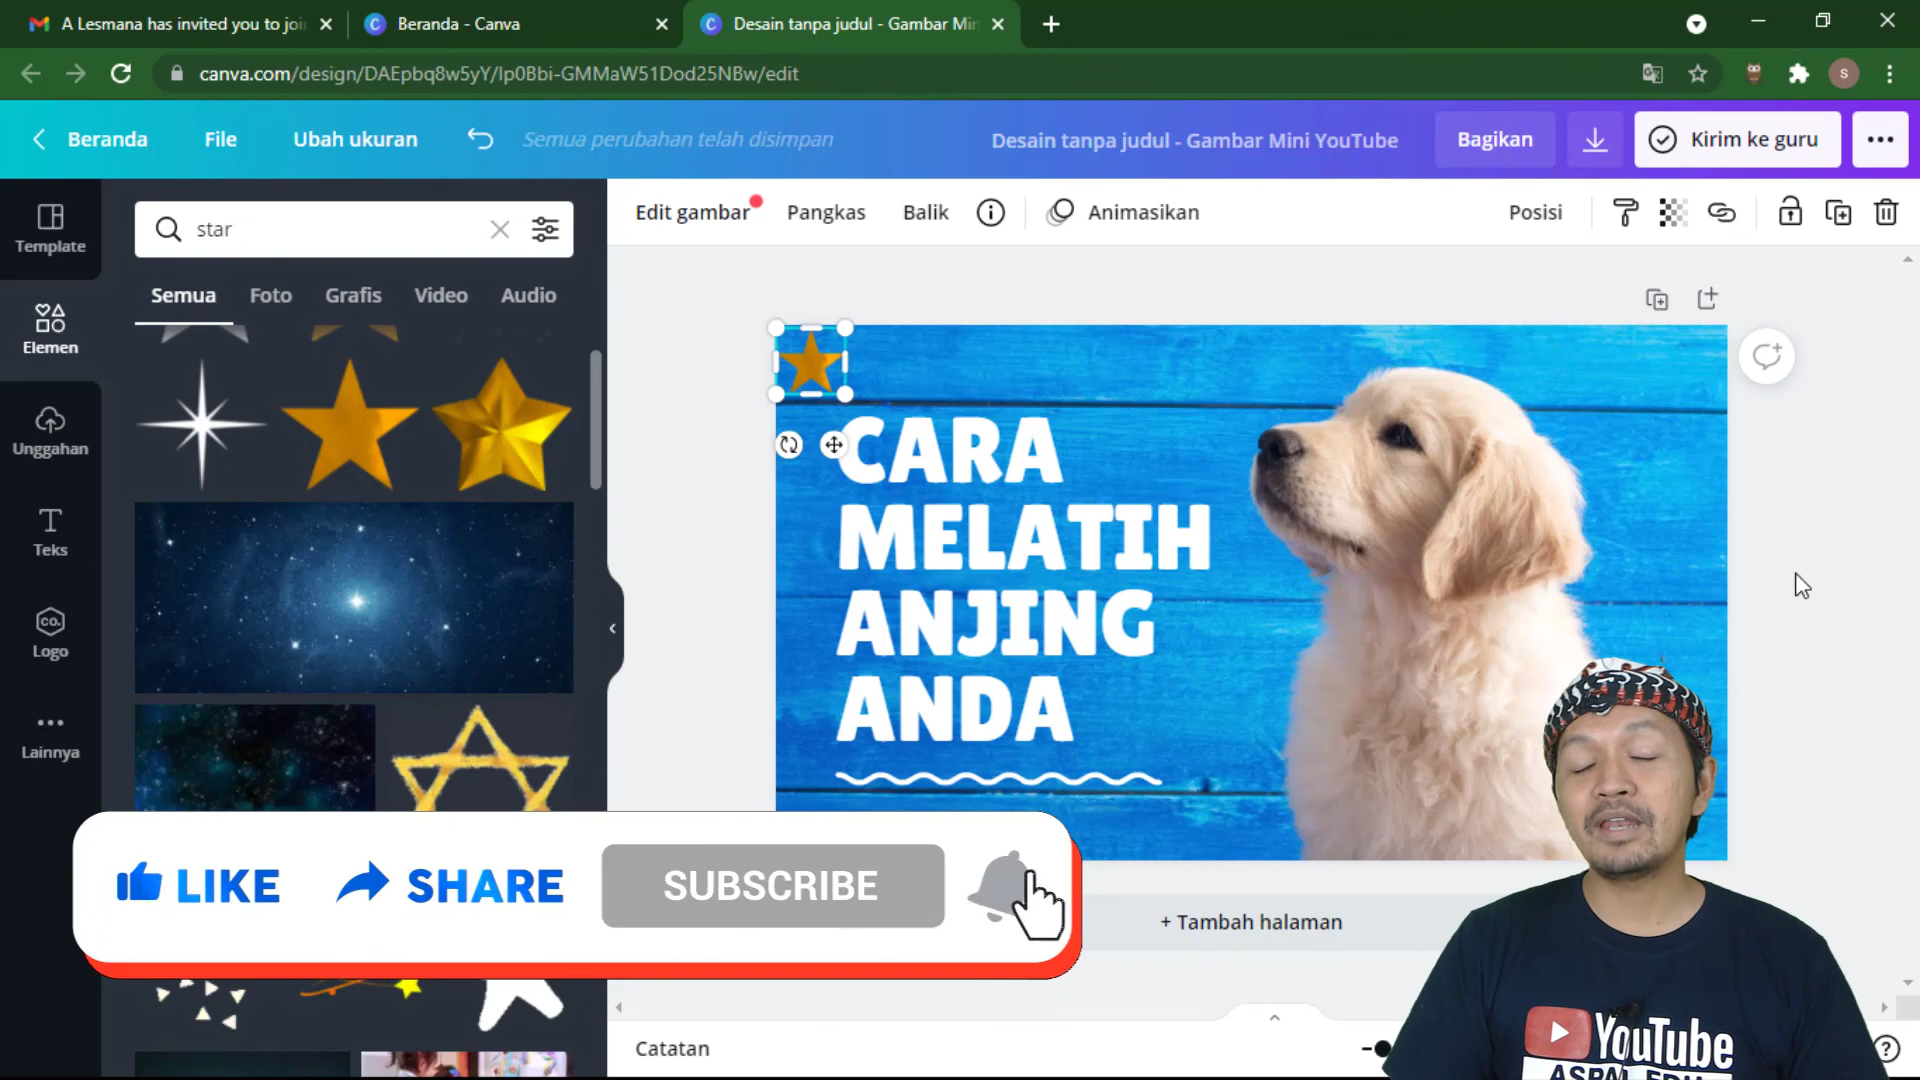 A Lesmana has invited you to joi
Beranda - Canva
Desain tanpa judul - Gambar Min
canva.com/design/DAEpbq8w5yY/lp0Bbi-GMMaW51Dod25NBw/edit
S
Beranda
File
Ubah ukuran
Semua perubahan telah disimpan
Desain tanpa judul - Gambar Mini YouTube
Bagikan
Kirim ke guru
Template
Elemen
Unggahan
Teks
CO.
Logo
Lainnya
star
Semua
Foto
Grafis
Video
Audio
Edit gambar
Pangkas
Balik
Animasikan
Posisi
CARA
MELATIH
ANJING
ANDA
LIKE
SHARE
SUBSCRIBE
+ Tambah halaman
Catatan
?
YouTube